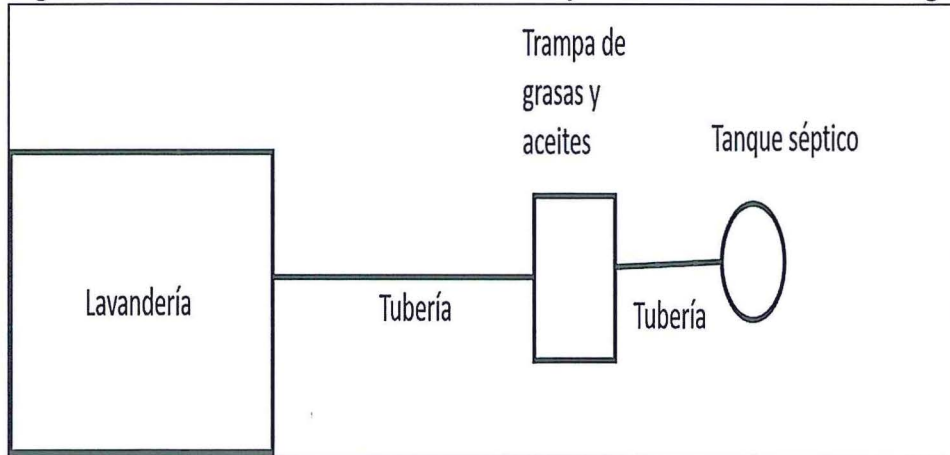 Trampa de
grasas y
aceites
Tanque séptico
Lavandería
Tubería
Tubería